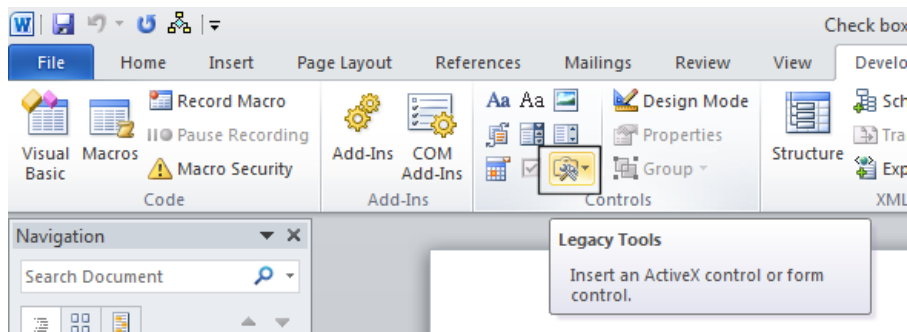 Check box
File Home Insert Page Layout References Mailings Review View Develo
Record Macro Aa Aa Design Mode Sch
Pause Recording Properties Tra
Visual Basic Macros Macro Security Add-Ins COM Add-Ins Group Structure Exp
Code Add-Ins Controls XML
Navigation
Legacy Tools
Search Document
Insert an ActiveX control or form
control.